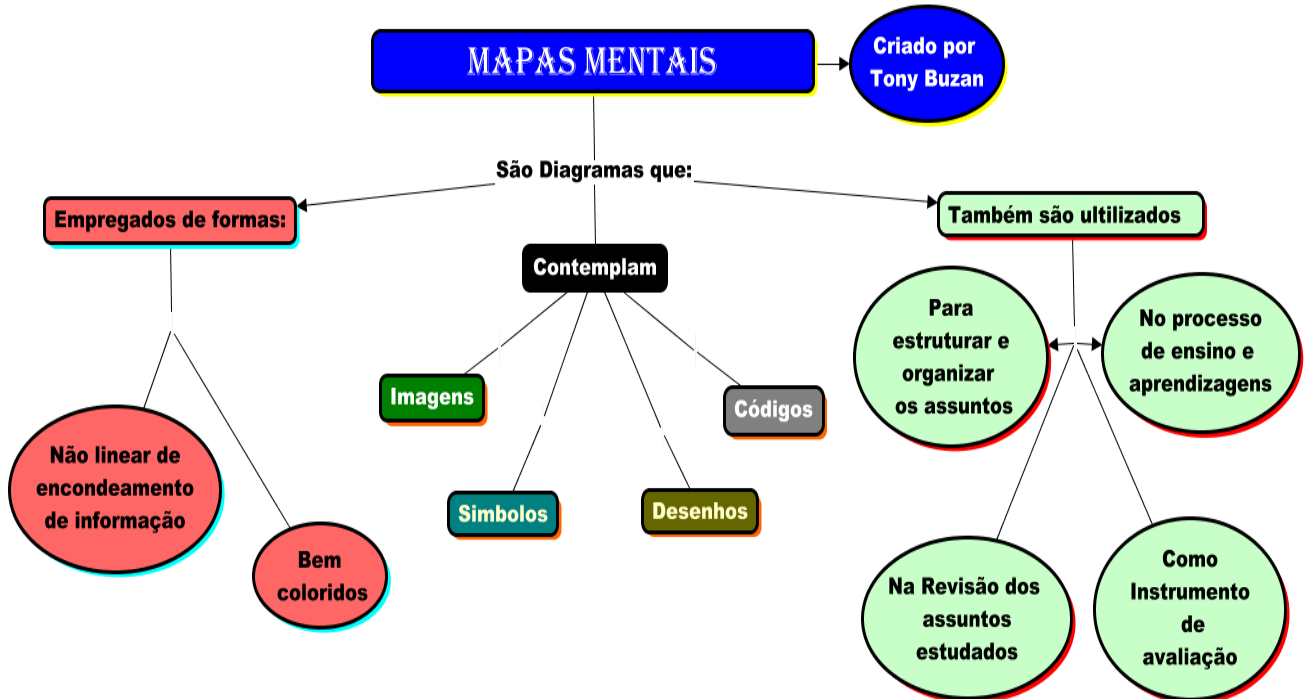 MAPAS MENTAIS
Criado por
Tony Buzan
São Diagramas que:
Empregados de formas:
Não linear de
encondeamento
de informação
Bem
coloridos
Contemplam
Imagens
Simbolos
Desenhos
Códigos
Também são ultilizados
Para
estruturar e
organizar
os assuntos
No processo
de ensino e
aprendizagens
Na Revisão dos
assuntos
estudados
Como
Instrumento
de
avaliação